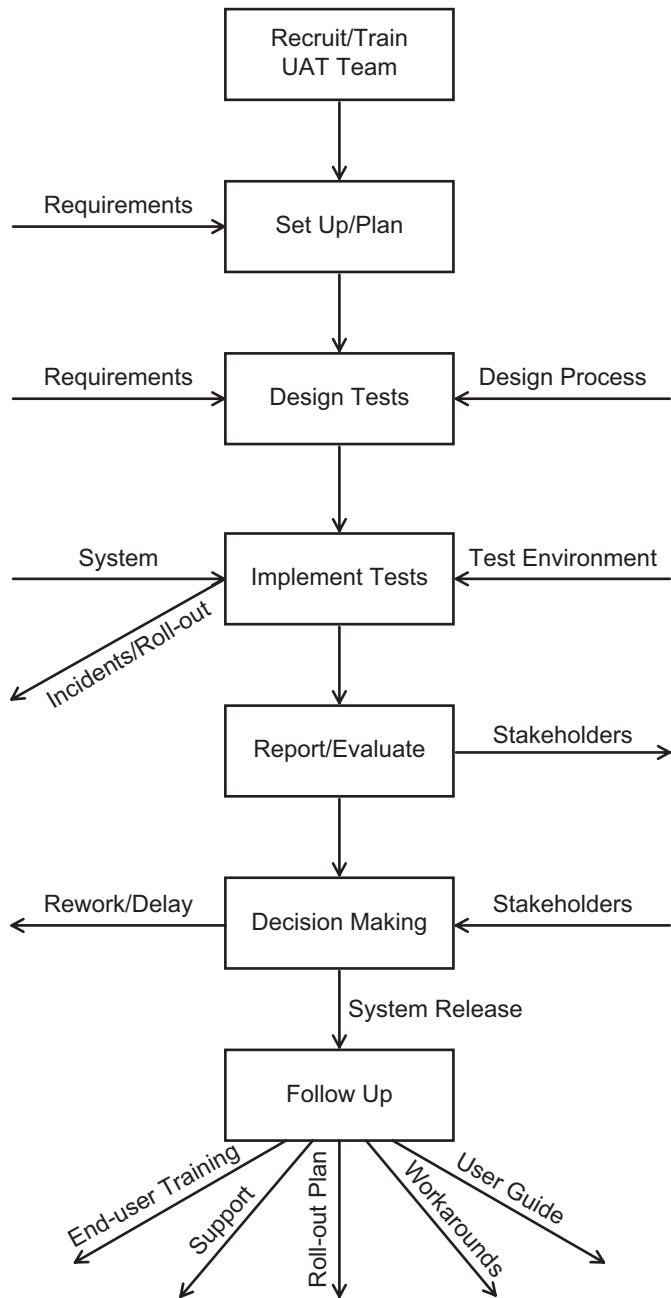 Recruit/Train
UAT Team
Requirements
Set Up/Plan
Requirements
Design Tests
Design Process
System
Implement Tests
Test Environment
Incidents/Roll-out
Report/Evaluate
Stakeholders
Rework/Delay
Decision Making
Stakeholders
System Release
Follow Up
End-user Training
Support
Roll-out Plan
Workarounds
User Guide